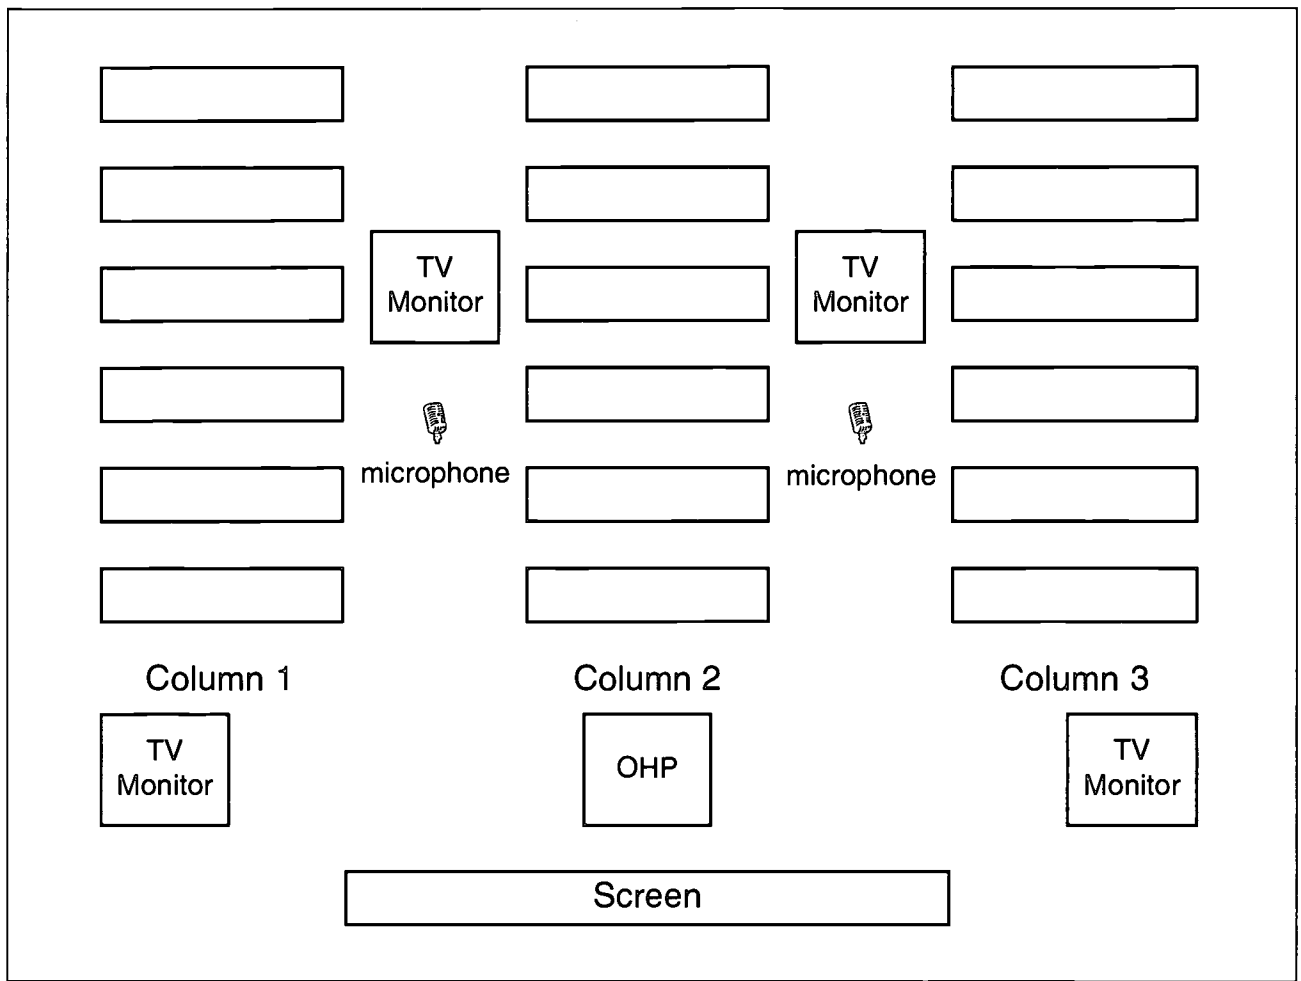 TV
Monitor
TV
Monitor
microphone
microphone
Column 1
Column 2
Column 3
TV
Monitor
OHP
TV
Monitor
Screen